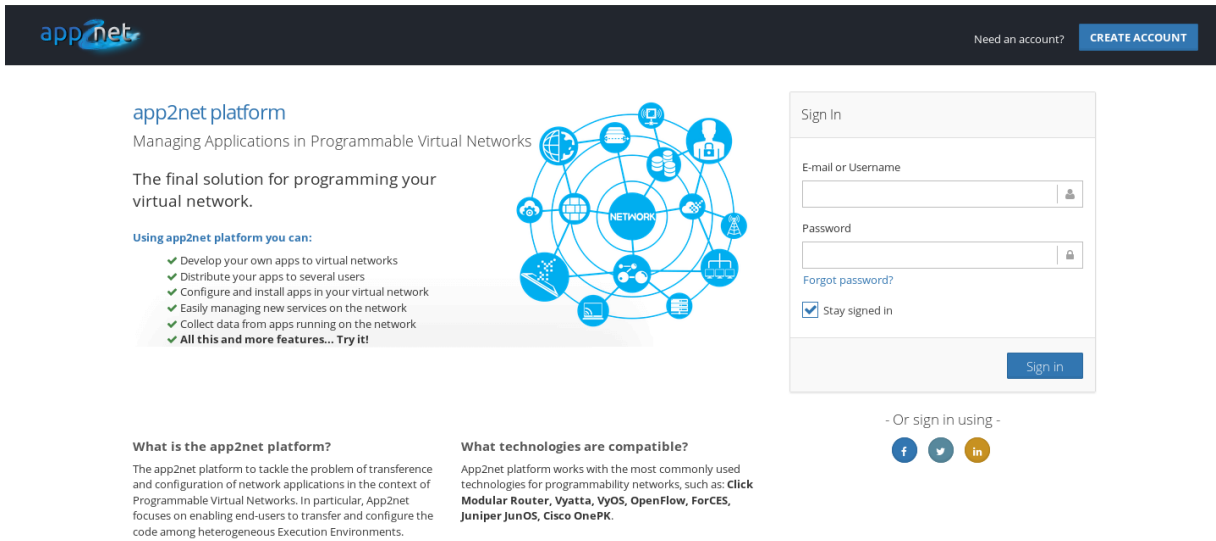 app2net
Need an account?
CREATE ACCOUNT
app2net platform
Managing Applications in Programmable Virtual Networks
The final solution for programming your
virtual network.
Using app2net platform you can:
Develop your own apps to virtual networks
Distribute your apps to several users
Configure and install apps in your virtual network
Easily managing new services on the network
Collect data from apps running on the network
All this and more features... Try it!
NETWORK
Sign In
E-mail or Username
Password
Forgot password?
Stay signed in
Sign in
- Or sign in using -
f
in
What is the app2net platform?
The app2net platform to tackle the problem of transference
and configuration of network applications in the context of
Programmable Virtual Networks. In particular, App2net
focuses on enabling end-users to transfer and configure the
code among heterogeneous Execution Environments.
What technologies are compatible?
App2net platform works with the most commonly used
technologies for programmability networks, such as: Click
Modular Router, Vyatta, VyOS, OpenFlow, ForCES,
Juniper JunOS, Cisco OnePK.